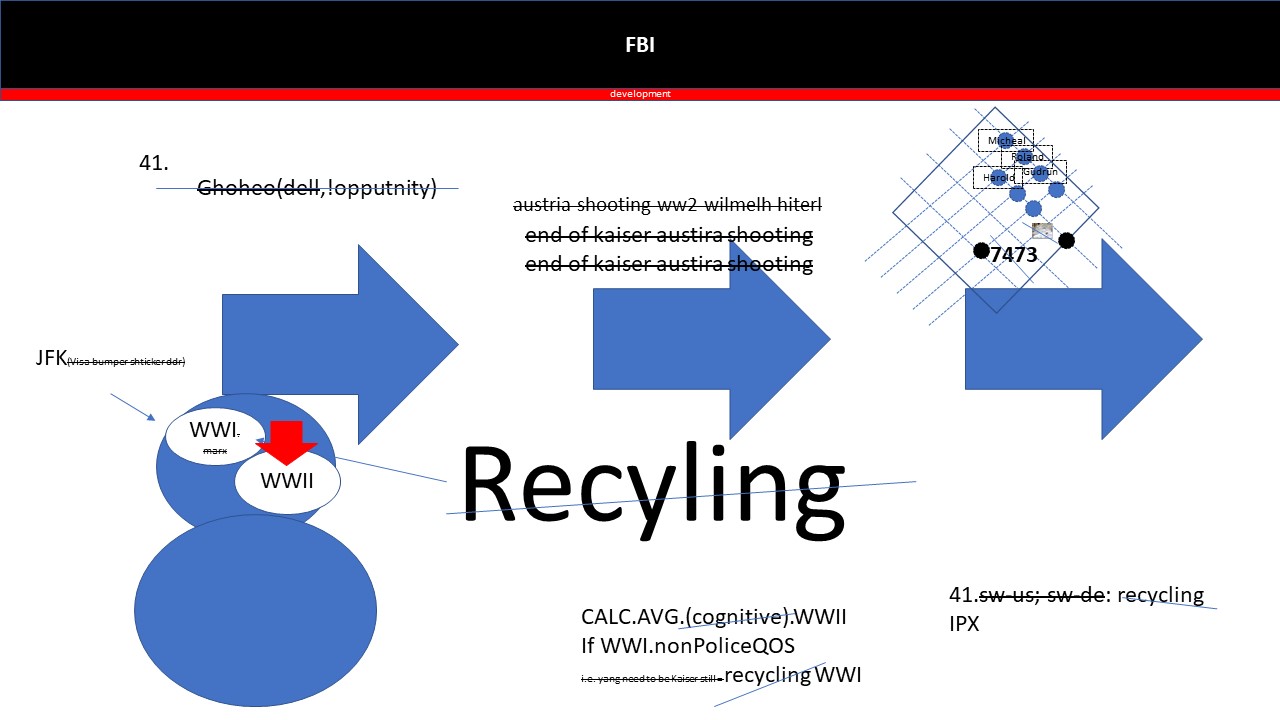 FBI
development
41.
Ghoheo(dell,!opputnity)
austria shooting ww2 wilmelh hiterl
end of kaiser austira shooting
end of kaiser austira shooting
Micheal
Roland
Harold
Gudrun
7473
JFK(Visa bumper shticker ddr)
WWI.
marx
WWII
Recyling
CALC.AVG.(cognitive).WWII
If WWI.nonPoliceQOS
i.e. yang need to be Kaiser still = recycling WWI
41.sw-us; sw-de: recycling
IPX